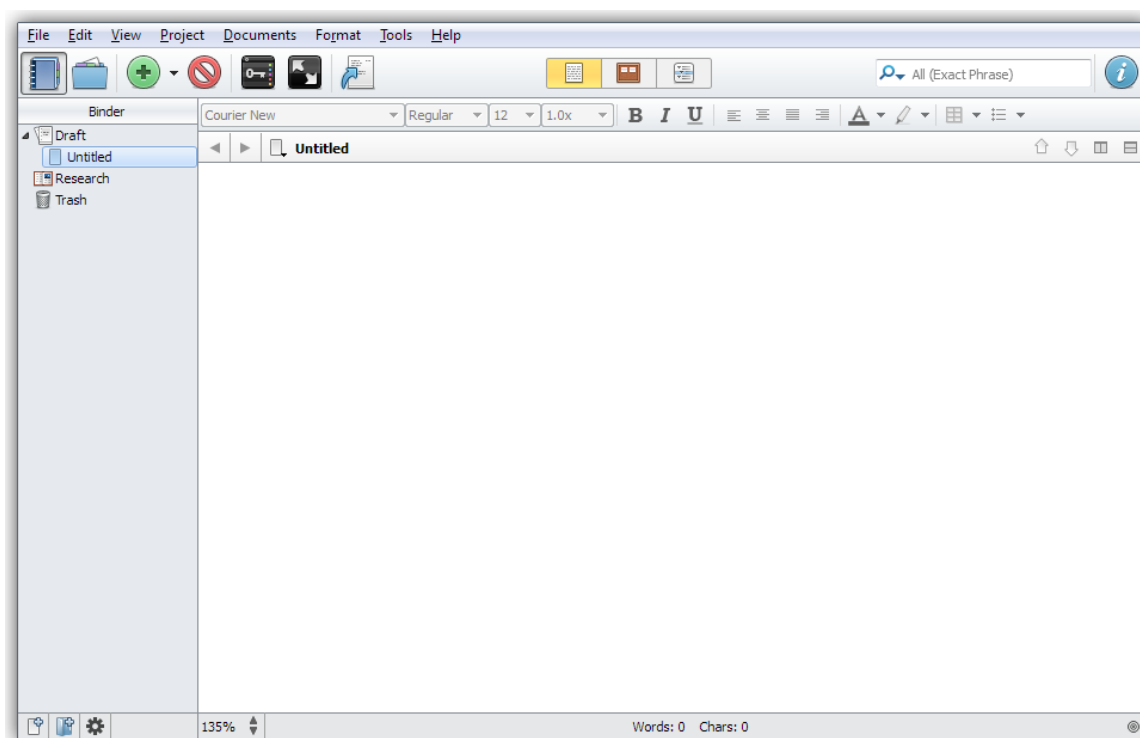 File Edit View Project Documents Format Tools Help
All (Exact Phrase)
Binder
Courier New Regular 12 1.0x B I U A
Draft
Untitled
Untitled
Research
Trash
135% Words: 0 Chars: 0